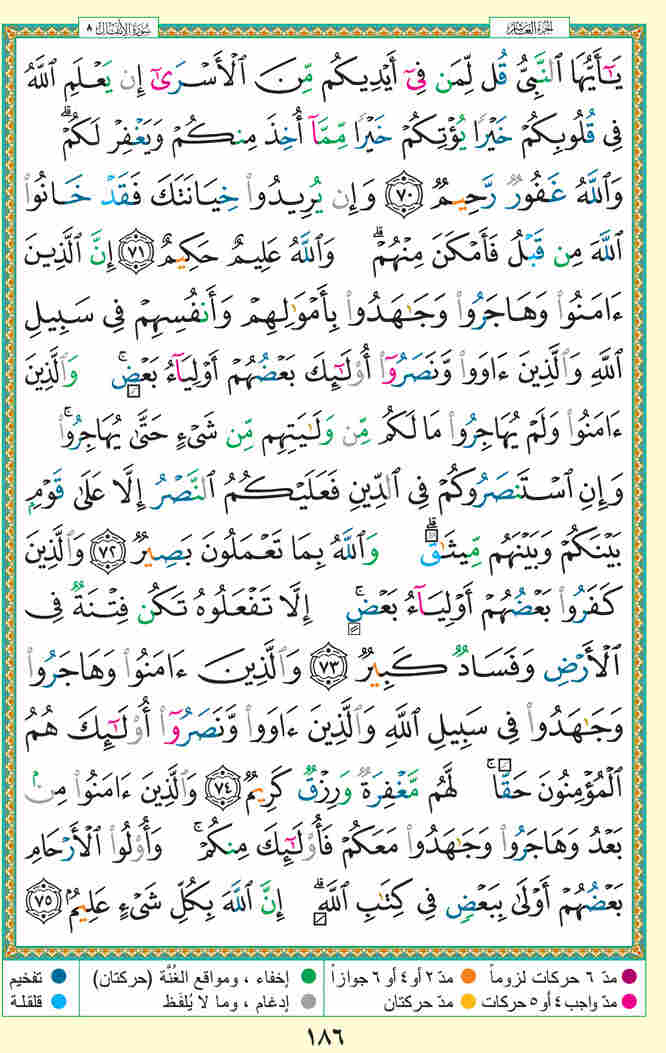 الجزء العاشر
سورة الأنفال ٨
يَـٰٓأَيُّهَا ٱلنَّبِىُّ قُل لِّمَن فِىٓ أَيْدِيكُم مِّنَ ٱلْأَسْرَىٰٓ إِن يَعْلَمِ ٱللَّهُ
فِى قُلُوبِكُمْ خَيْرًا يُؤْتِكُمْ خَيْرًا مِّمَّآ أُخِذَ مِنكُمْ وَيَغْفِرْ لَكُمْ ۗ
وَٱللَّهُ غَفُورٌ رَّحِيمٌ ٧٠ وَإِن يُرِيدُوا۟ خِيَانَتَكَ فَقَدْ خَانُوا۟
ٱللَّهَ مِن قَبْلُ فَأَمْكَنَ مِنْهُمْ ۗ وَٱللَّهُ عَلِيمٌ حَكِيمٌ ٧١ إِنَّ ٱلَّذِينَ
ءَامَنُوا۟ وَهَاجَرُوا۟ وَجَـٰهَدُوا۟ بِأَمْوَٰلِهِمْ وَأَنفُسِهِمْ فِى سَبِيلِ
ٱللَّهِ وَٱلَّذِينَ ءَاوَوا۟ وَّنَصَرُوٓا۟ أُو۟لَـٰٓئِكَ بَعْضُهُمْ أَوْلِيَآءُ بَعْضٍ ۚ وَٱلَّذِينَ
ءَامَنُوا۟ وَلَمْ يُهَاجِرُوا۟ مَا لَكُم مِّن وَلَـٰيَتِهِم مِّن شَىْءٍ حَتَّىٰ يُهَاجِرُوا۟ ۚ
وَإِنِ ٱسْتَنصَرُوكُمْ فِى ٱلدِّينِ فَعَلَيْكُمُ ٱلنَّصْرُ إِلَّا عَلَىٰ قَوْمٍۭ
بَيْنَكُمْ وَبَيْنَهُم مِّيثَـٰقٌ ۗ وَٱللَّهُ بِمَا تَعْمَلُونَ بَصِيرٌ ٧٢ وَٱلَّذِينَ
كَفَرُوا۟ بَعْضُهُمْ أَوْلِيَآءُ بَعْضٍ ۚ إِلَّا تَفْعَلُوهُ تَكُن فِتْنَةٌ فِى
ٱلْأَرْضِ وَفَسَادٌ كَبِيرٌ ٧٣ وَٱلَّذِينَ ءَامَنُوا۟ وَهَاجَرُوا۟
وَجَـٰهَدُوا۟ فِى سَبِيلِ ٱللَّهِ وَٱلَّذِينَ ءَاوَوا۟ وَّنَصَرُوٓا۟ أُو۟لَـٰٓئِكَ هُمُ
ٱلْمُؤْمِنُونَ حَقًّا ۚ لَّهُم مَّغْفِرَةٌ وَرِزْقٌ كَرِيمٌ ٧٤ وَٱلَّذِينَ ءَامَنُوا۟ مِنۢ
بَعْدُ وَهَاجَرُوا۟ وَجَـٰهَدُوا۟ مَعَكُمْ فَأُو۟لَـٰٓئِكَ مِنكُمْ ۚ وَأُو۟لُوا۟ ٱلْأَرْحَامِ
بَعْضُهُمْ أَوْلَىٰ بِبَعْضٍ فِى كِتَـٰبِ ٱللَّهِ ۗ إِنَّ ٱللَّهَ بِكُلِّ شَىْءٍ عَلِيمٌۢ ٧٥
مدّ ٦ حركات لزوماً مدّ ٢ أو ٤ أو ٦ جوازاً إخفاء ، ومواقع الغُنَّة (حركتان) تفخيم
مدّ واجب ٤ أو ٥ حركات مدّ حركتان إدغام ، وما لا يُلفَظ قلقلة
١٨٦